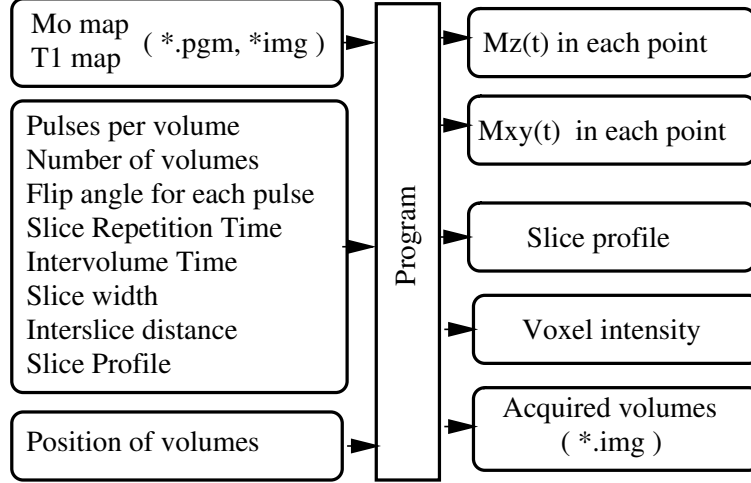 Mo map
T1 map
( *.pgm, *img )
Pulses per volume
Number of volumes
Flip angle for each pulse
Slice Repetition Time
Intervolume Time
Slice width
Interslice distance
Slice Profile
Position of volumes
Program
Mz(t) in each point
Mxy(t) in each point
Slice profile
Voxel intensity
Acquired volumes
( *.img )